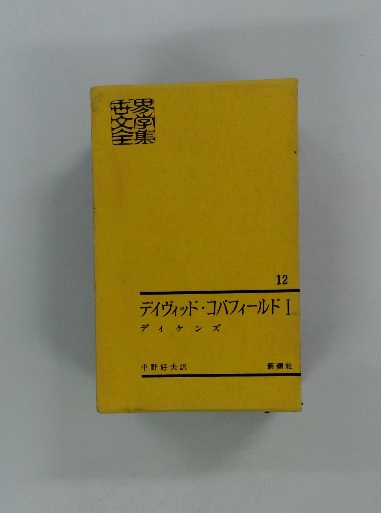 世界文学全集
12
デイヴィッド・コパフィールド I
ディケンズ
中野好夫訳
新潮社